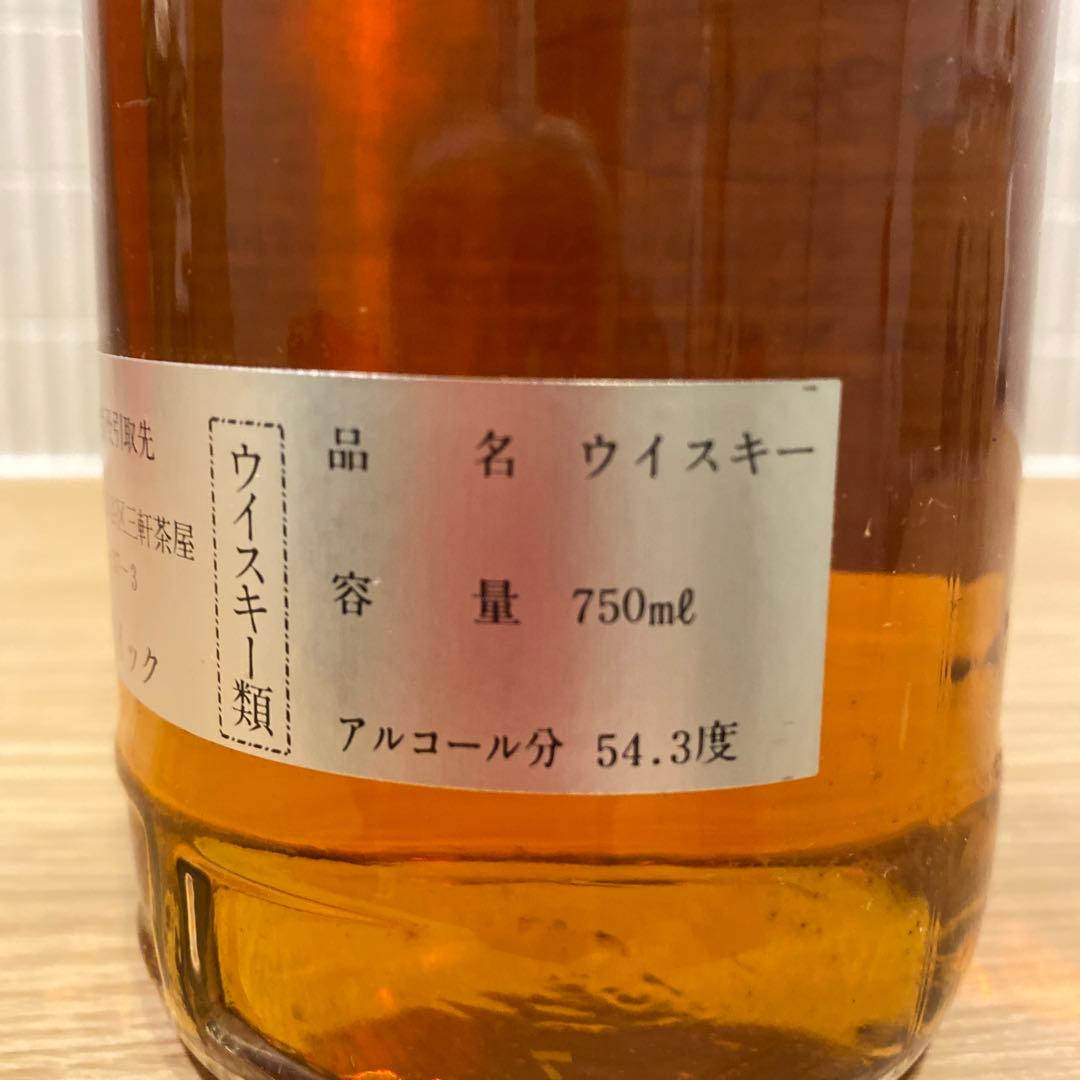 引取先
区三軒茶屋
-3
ック
ウイスキー類
品 名 ウイスキー
容 量 750mℓ
アルコール分 54.3度